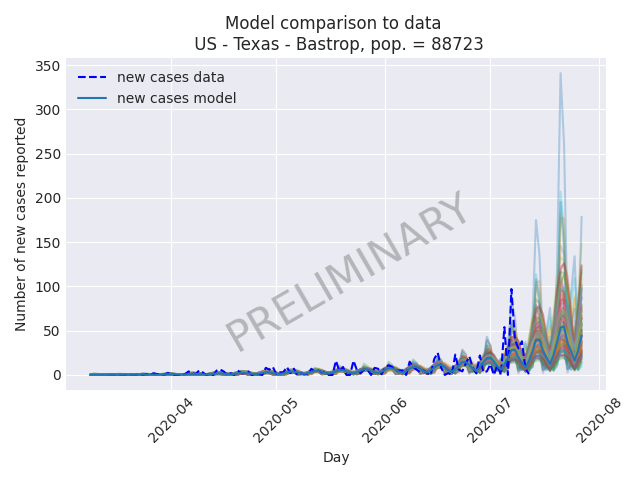 Model comparison to data
US - Texas - Bastrop, pop. = 88723
new cases data
new cases model
Number of new cases reported
350
300
250
200
150
100
50
0
PRELIMINARY
2020-04
2020-05
2020-06
2020-07
2020-08
Day